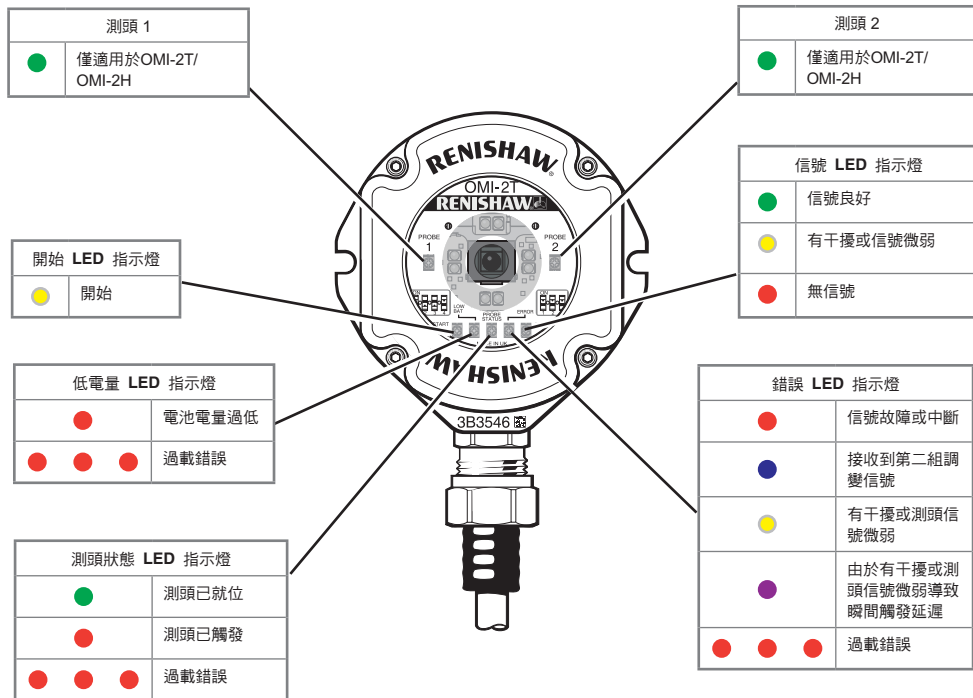 測頭 1
僅適用於OMI-2T/
OMI-2H
測頭 2
僅適用於OMI-2T/
OMI-2H
信號 LED 指示燈
信號良好
有干擾或信號微弱
無信號
開始 LED 指示燈
開始
低電量 LED 指示燈
電池電量過低
過載錯誤
測頭狀態 LED 指示燈
測頭已就位
測頭已觸發
過載錯誤
錯誤 LED 指示燈
信號故障或中斷
接收到第二組調
變信號
有干擾或測頭信
號微弱
由於有干擾或測
頭信號微弱導致
瞬間觸發延遲
過載錯誤
RENISHAW
OMI-2T
RENISHAW
PROBE
1
PROBE
2
ON
ON
LOW
BAT
PROBE
STATUS
ERROR
START
E IN UK
RENISHAW
3B3546